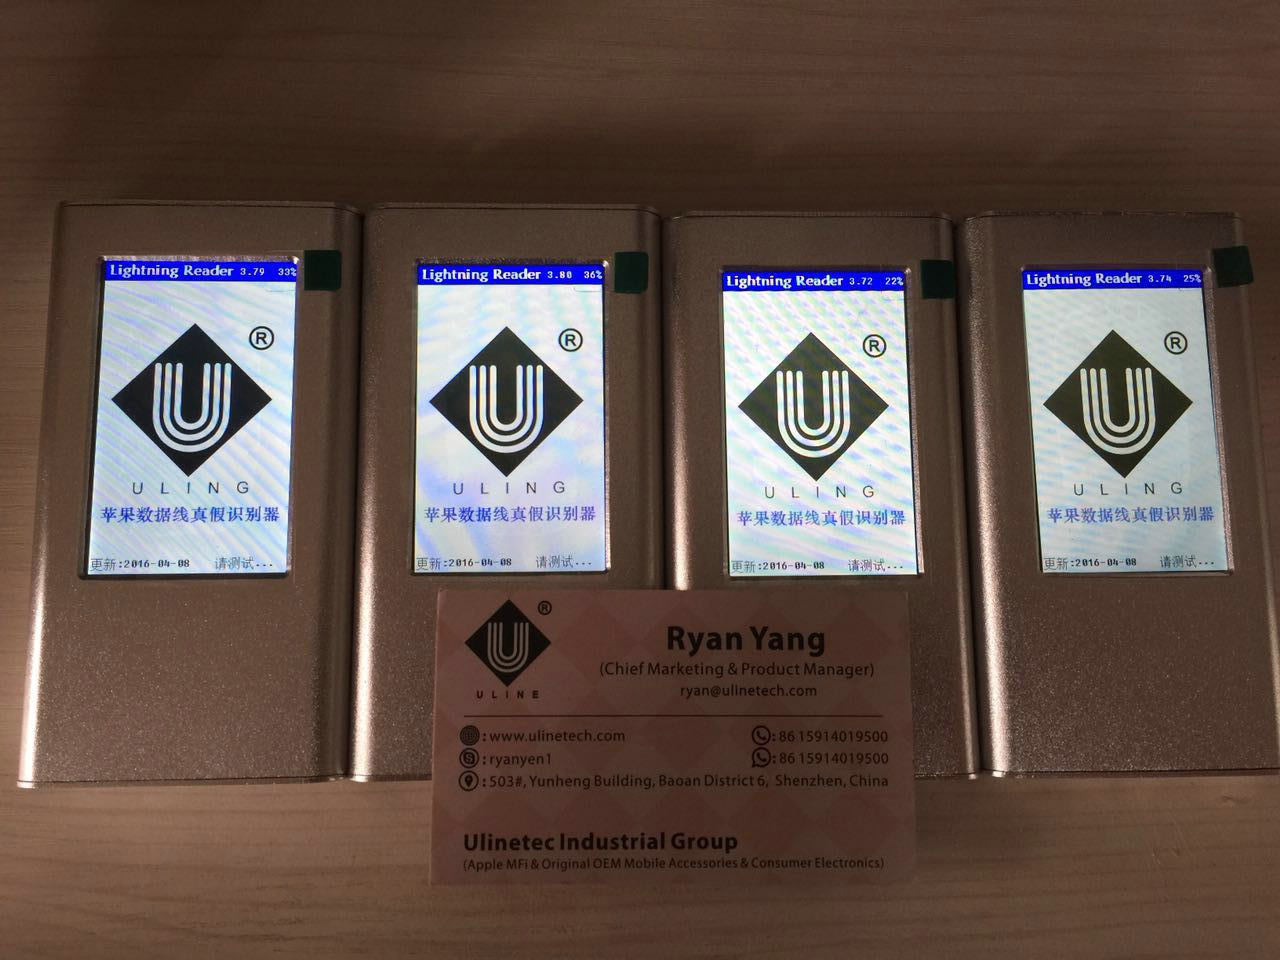 Lightning Reader 3.79 33%
®
ULING
苹果数据线真假识别器
更新:2016-04-08 请测试...
Lightning Reader 3.80 36%
®
ULING
苹果数据线真假识别器
更新:2016-04-08 请测试...
Lightning Reader 3.72 22%
®
ULING
苹果数据线真假识别器
更新:2016-04-08 请测试...
Lightning Reader 3.74 25%
®
ULING
苹果数据线真假识别器
更新:2016-04-08 请测试...
®
ULINE
Ryan Yang
(Chief Marketing & Product Manager)
ryan@ulinetech.com
: www.ulinetech.com
: 86 15914019500
: ryanyen1
: 86 15914019500
: 503#, Yunheng Building, Baoan District 6, Shenzhen, China
Ulinetec Industrial Group
(Apple MFi & Original OEM Mobile Accessories & Consumer Electronics)